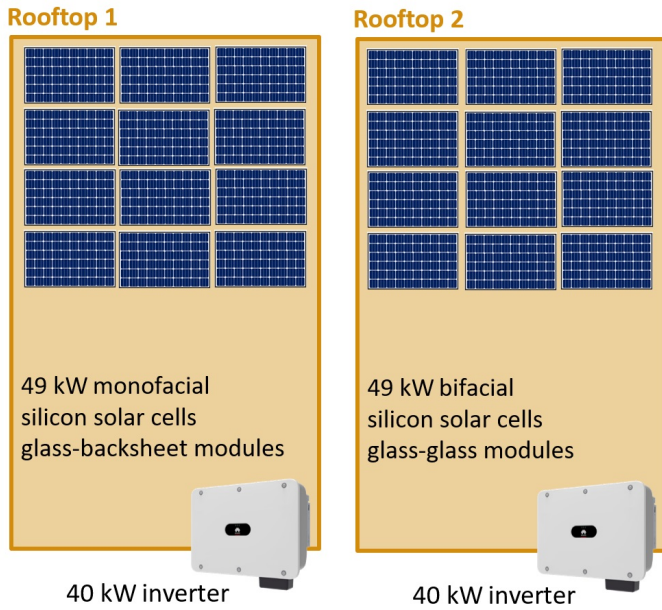 Rooftop 1
Rooftop 2
49 kW monofacial
silicon solar cells
glass-backsheet modules
49 kW bifacial
silicon solar cells
glass-glass modules
40 kW inverter
40 kW inverter